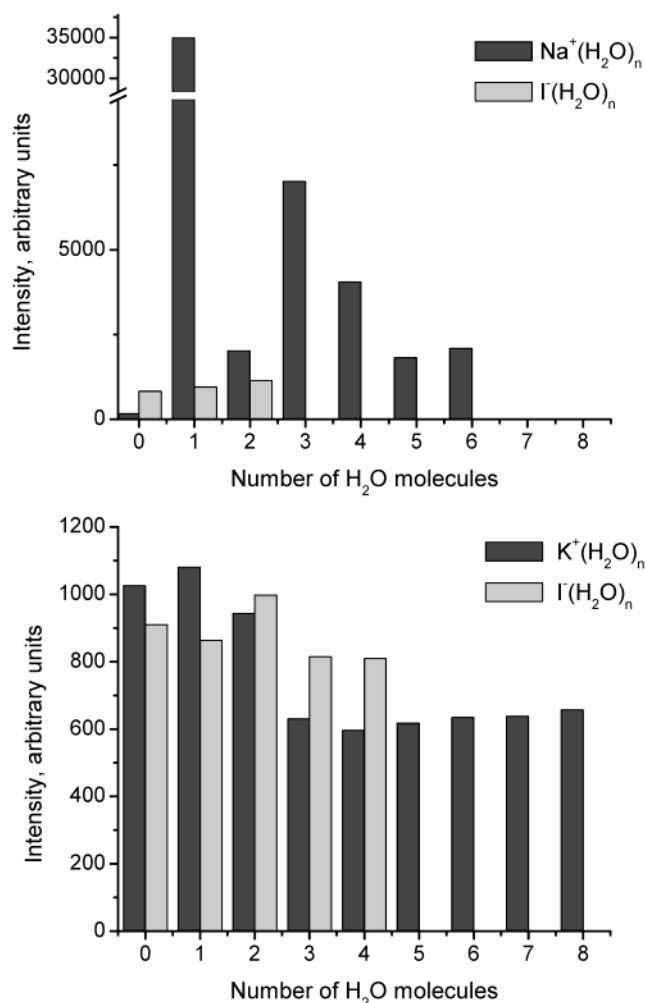 35000
30000
5000
0
Intensity, arbitrary units
Na⁺(H₂O)ₙ
I⁻(H₂O)ₙ
0 1 2 3 4 5 6 7 8
Number of H₂O molecules
1200
1000
800
600
400
200
0
Intensity, arbitrary units
K⁺(H₂O)ₙ
I⁻(H₂O)ₙ
0 1 2 3 4 5 6 7 8
Number of H₂O molecules